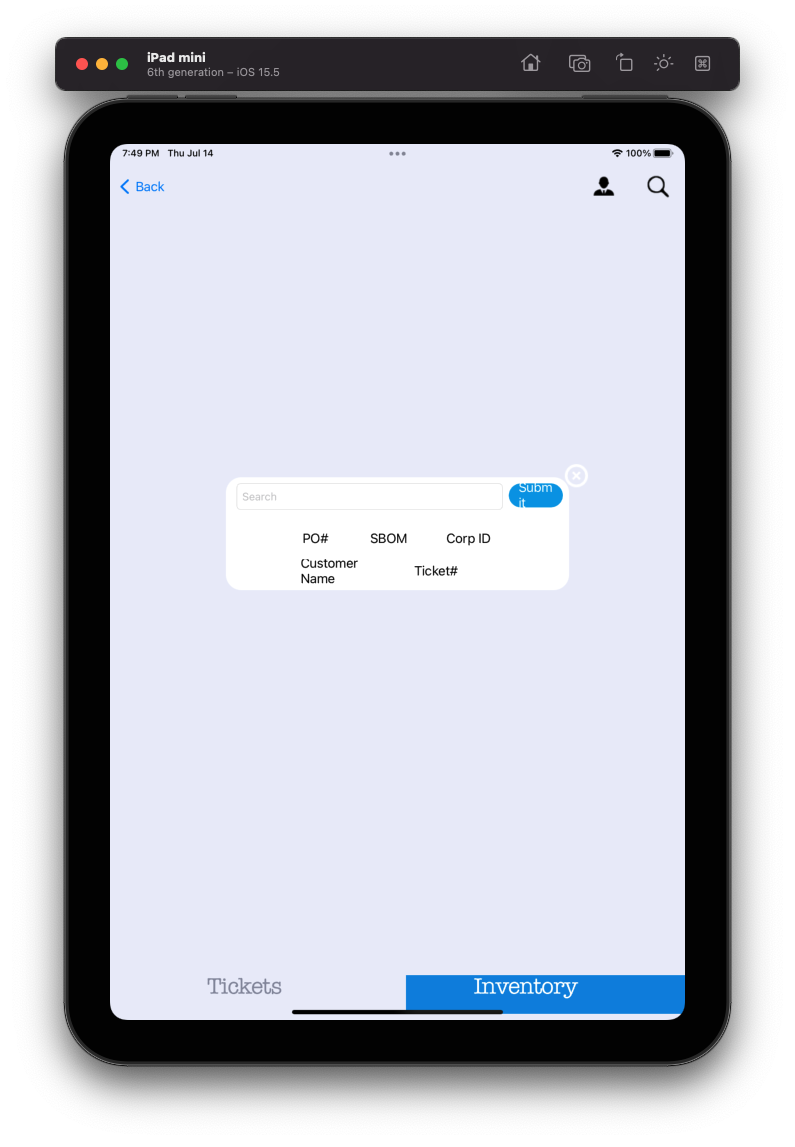 iPad mini
6th generation – iOS 15.5
7:49 PM Thu Jul 14
100%
Back
Search
Subm
it
PO# SBOM Corp ID
Customer
Name
Ticket#
Tickets Inventory